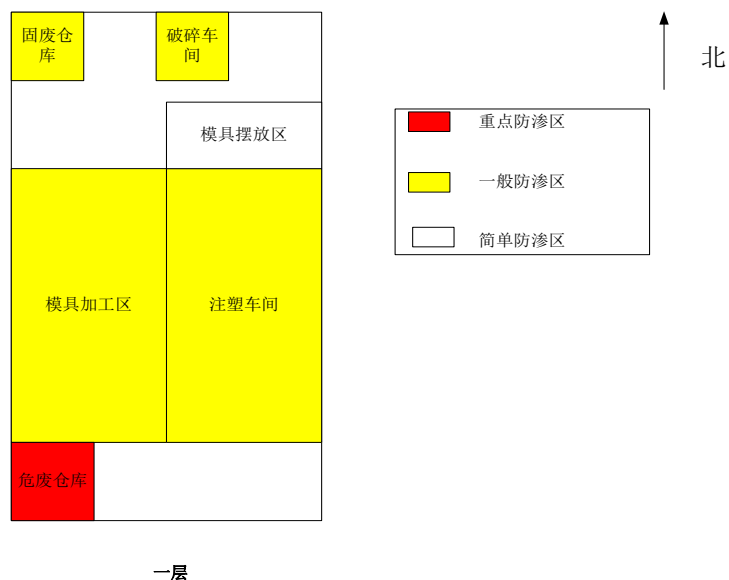 固废仓
库
破碎车
间
北
模具摆放区
重点防渗区
一般防渗区
简单防渗区
模具加工区
注塑车间
危废仓库
一层